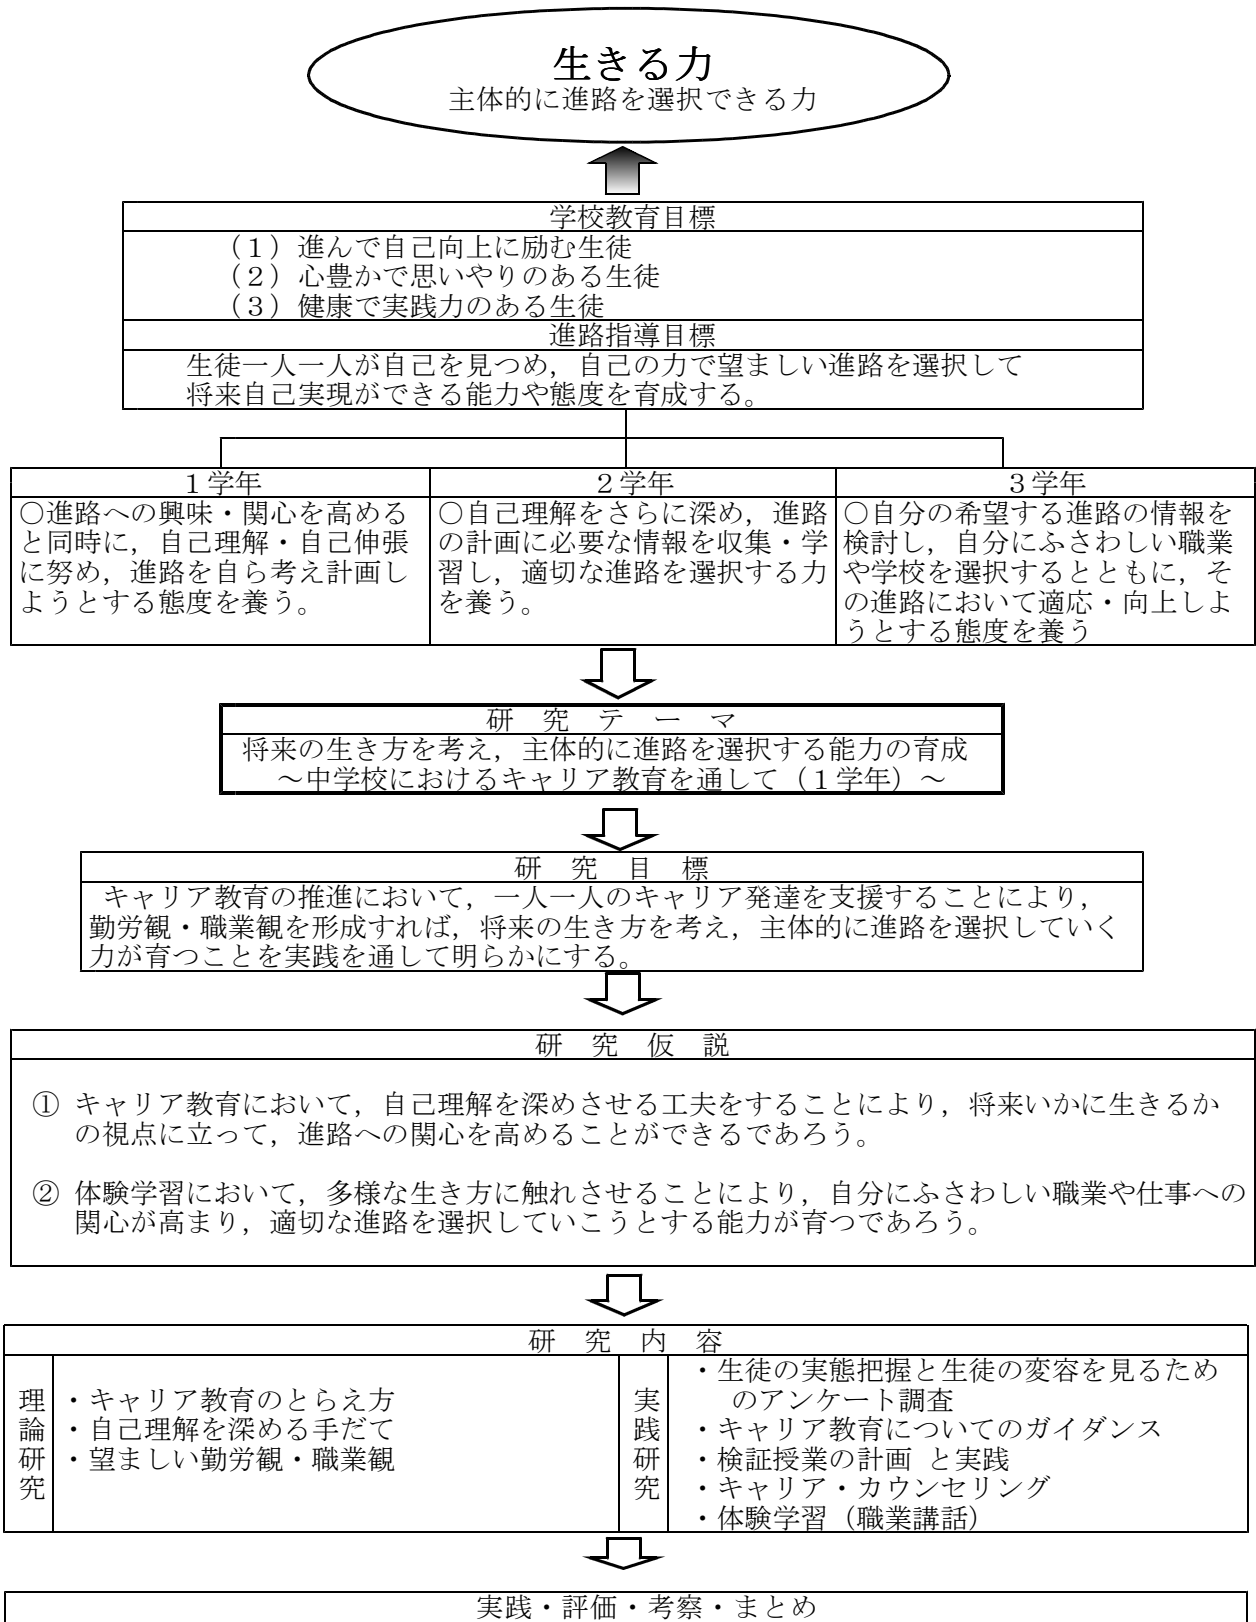 生きる力
主体的に進路を選択できる力
学校教育目標
（１）進んで自己向上に励む生徒
（２）心豊かで思いやりのある生徒
（３）健康で実践力のある生徒
進路指導目標
生徒一人一人が自己を見つめ，自己の力で望ましい進路を選択して
将来自己実現ができる能力や態度を育成する。
１学年
○進路への興味・関心を高める
と同時に，自己理解・自己伸張
に努め，進路を自ら考え計画し
ようとする態度を養う。
２学年
○自己理解をさらに深め，進路
の計画に必要な情報を収集・学
習し，適切な進路を選択する力
を養う。
３学年
○自分の希望する進路の情報を
検討し，自分にふさわしい職業
や学校を選択するとともに，そ
の進路において適応・向上しよ
うとする態度を養う
研　究　テ　ー　マ
将来の生き方を考え，主体的に進路を選択する能力の育成
～中学校におけるキャリア教育を通して（１学年）～
研　究　目　標
キャリア教育の推進において，一人一人のキャリア発達を支援することにより，
勤労観・職業観を形成すれば，将来の生き方を考え，主体的に進路を選択していく
力が育つことを実践を通して明らかにする。
研　究　仮　説
① キャリア教育において，自己理解を深めさせる工夫をすることにより，将来いかに生きるか
の視点に立って，進路への関心を高めることができるであろう。
② 体験学習において，多様な生き方に触れさせることにより，自分にふさわしい職業や仕事への
関心が高まり，適切な進路を選択していこうとする能力が育つであろう。
研　究　内　容
理論研究
・キャリア教育のとらえ方
・自己理解を深める手だて
・望ましい勤労観・職業観
実践研究
・生徒の実態把握と生徒の変容を見るため
のアンケート調査
・キャリア教育についてのガイダンス
・検証授業の計画 と実践
・キャリア・カウンセリング
・体験学習（職業講話）
実践・評価・考察・まとめ